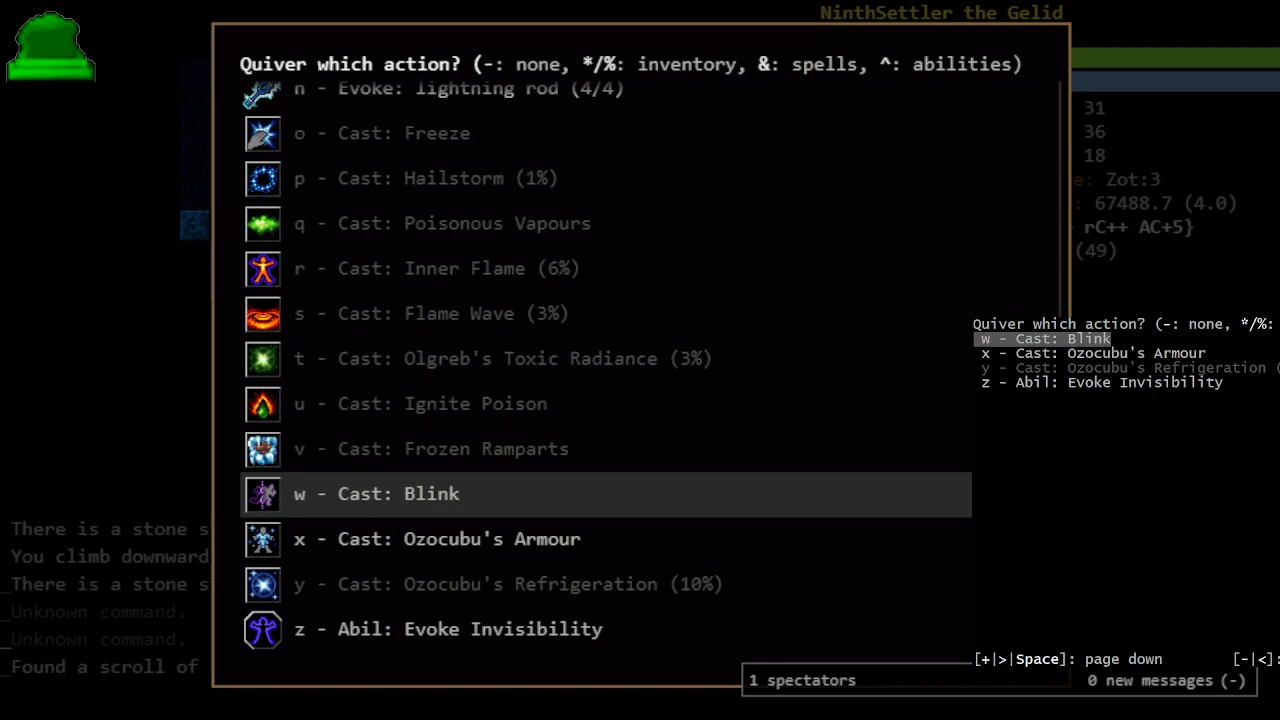 NinthSettler the Gelid
Quiver which action? (-: none, */%: inventory, &: spells, ^: abilities)
n - Evoke: lightning rod (4/4)
o - Cast: Freeze
p - Cast: Hailstorm (1%)
q - Cast: Poisonous Vapours
r - Cast: Inner Flame (6%)
s - Cast: Flame Wave (3%)
t - Cast: Olgreb's Toxic Radiance (3%)
u - Cast: Ignite Poison
v - Cast: Frozen Ramparts
w - Cast: Blink
x - Cast: Ozocubu's Armour
y - Cast: Ozocubu's Refrigeration (10%)
z - Abil: Evoke Invisibility
31
36
18
e: Zot:3
: 67488.7 (4.0)
rC++ AC+5}
(49)
Quiver which action? (-: none, */%:
w - Cast: Blink
x - Cast: Ozocubu's Armour
y - Cast: Ozocubu's Refrigeration (
z - Abil: Evoke Invisibility
There is a stone s
You climb downward
_There is a stone s
_Unknown command.
_Unknown command.
_Found a scroll of
[+|>|Space]: page down [-|<]:
1 spectators
0 new messages (-)